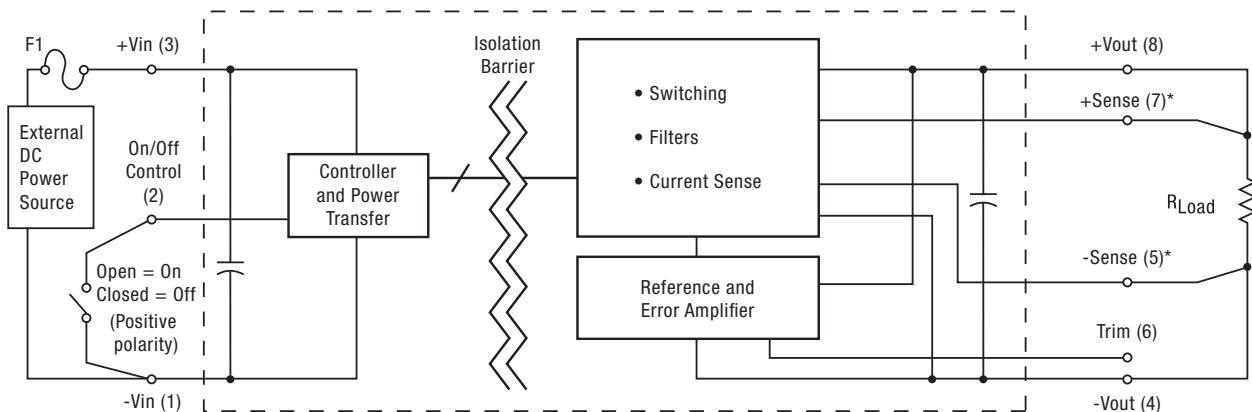 F1
+Vin (3)
External
DC
Power
Source
On/Off
Control
(2)
Open = On
Closed = Off
(Positive
polarity)
-Vin (1)
Controller
and Power
Transfer
Isolation
Barrier
• Switching
• Filters
• Current Sense
Reference and
Error Amplifier
+Vout (8)
+Sense (7)*
RLoad
-Sense (5)*
Trim (6)
-Vout (4)